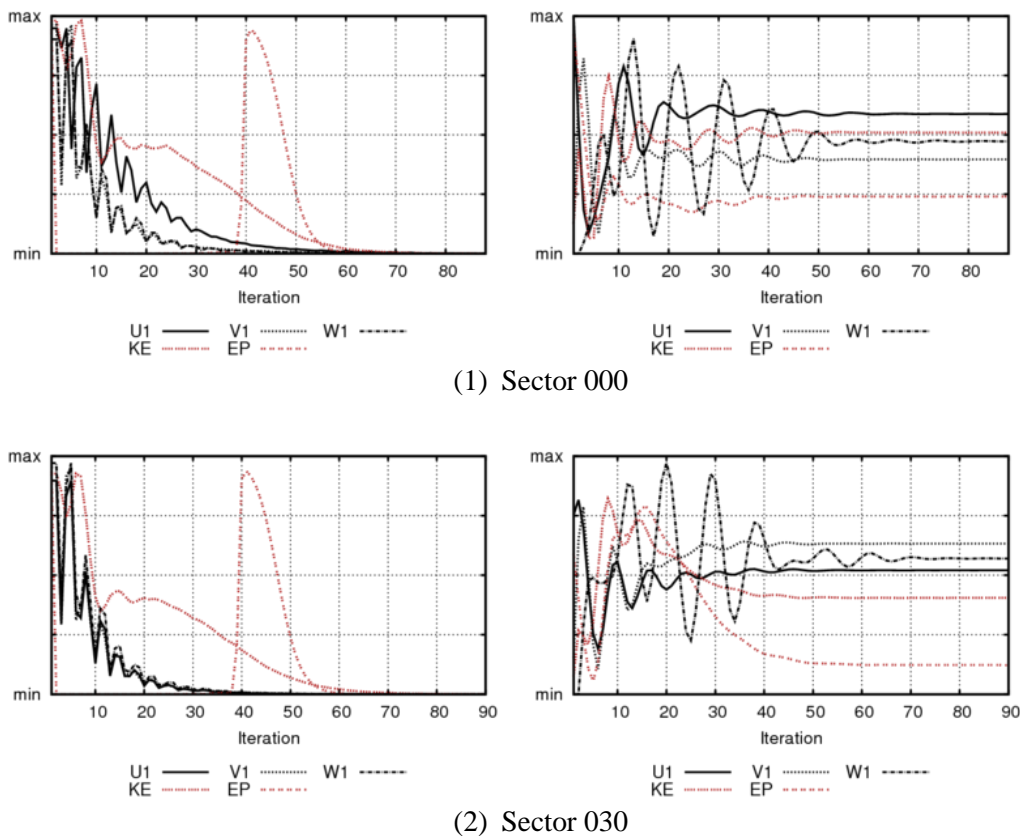 max
max
min
min
10 20 30 40 50 60 70 80
10 20 30 40 50 60 70 80
Iteration
Iteration
U1 V1 W1
KE EP
U1 V1 W1
KE EP
(1) Sector 000
max
max
min
min
10 20 30 40 50 60 70 80 90
10 20 30 40 50 60 70 80 90
Iteration
Iteration
U1 V1 W1
KE EP
U1 V1 W1
KE EP
(2) Sector 030